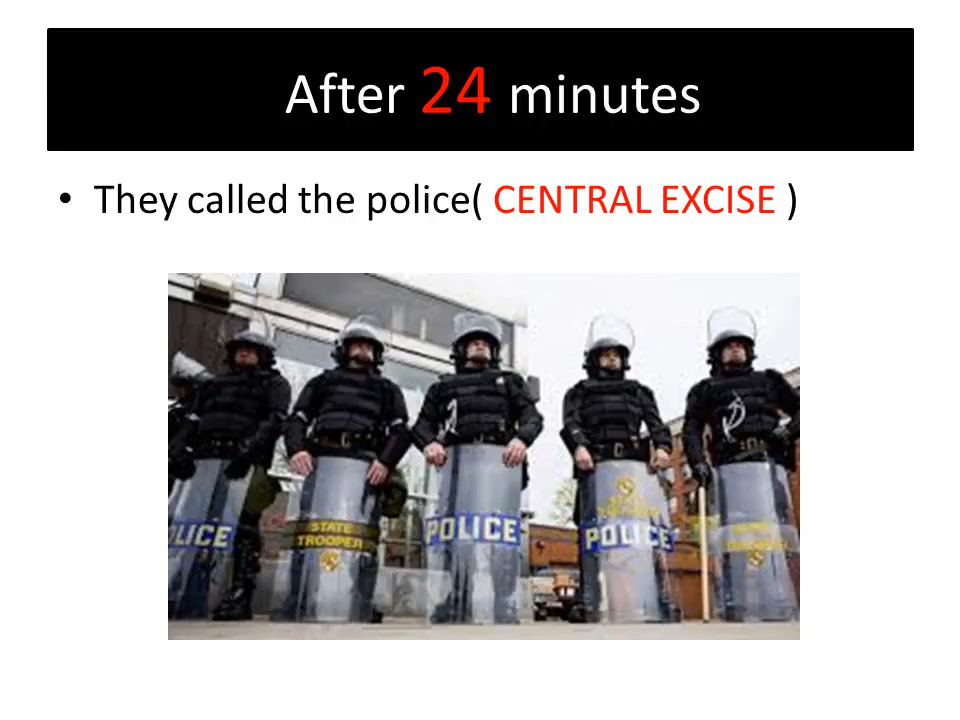 After 24 minutes
• They called the police( CENTRAL EXCISE )
POLICE
STATE
TROOPER
POLICE
POLICE